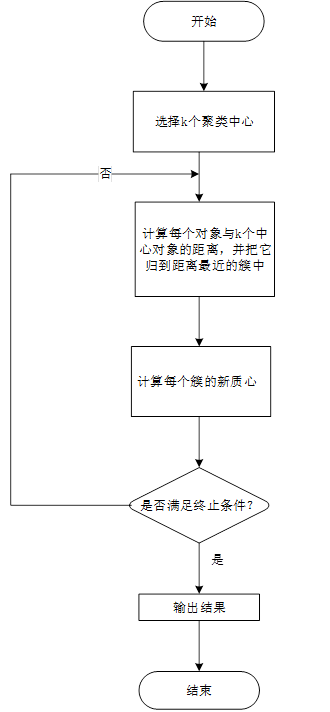 开始
选择k个聚类中心
否
计算每个对象与k个中
心对象的距离，并把它
归到距离最近的簇中
计算每个簇的新质心
是否满足终止条件？
是
输出结果
结束